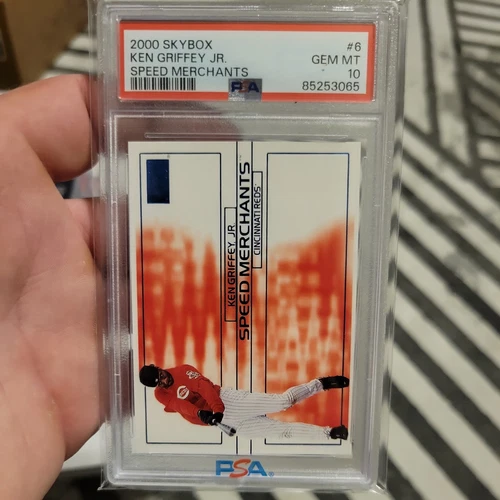 2000 SKYBOX #6
KEN GRIFFEY JR. GEM MT
SPEED MERCHANTS 10
PSA 85253065
KEN GRIFFEY JR
SPEED MERCHANTS
CINCINNATI REDS
PSA